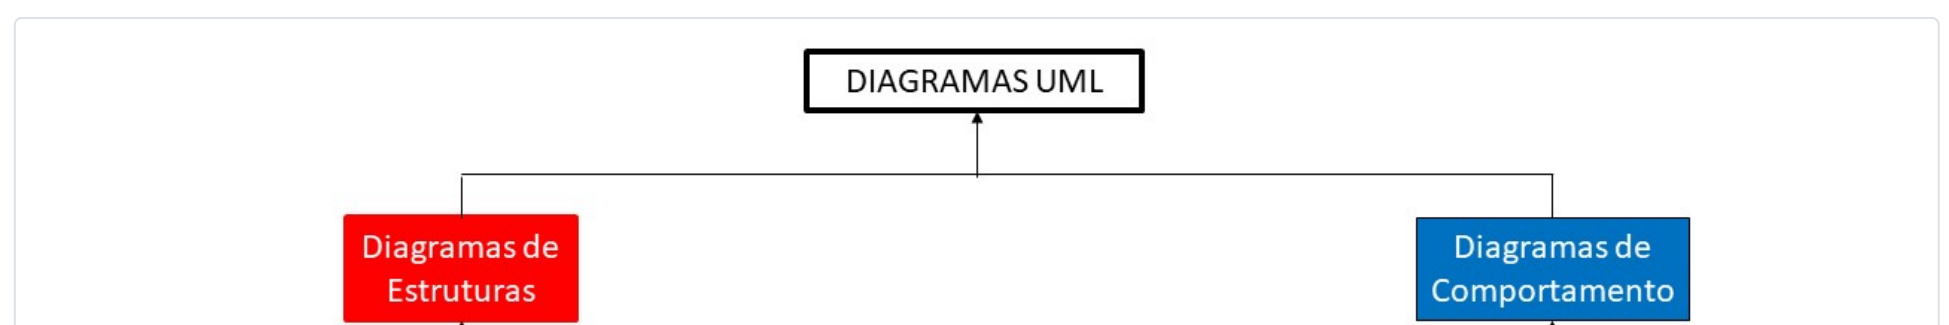 DIAGRAMAS UML
Diagramas de
Estruturas
Diagramas de
Comportamento